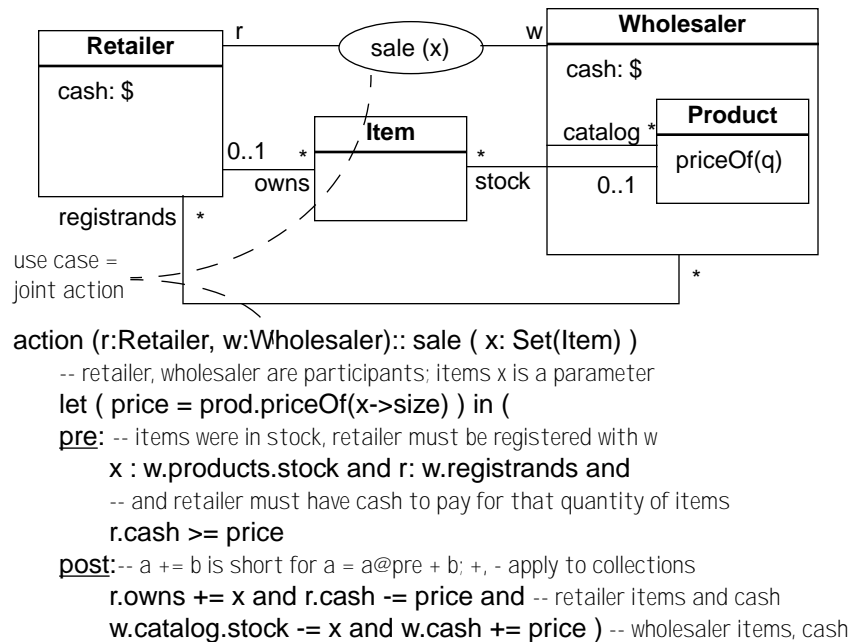 Retailer
r
sale (x)
w
Wholesaler
cash: $
cash: $
Item
Product
catalog *
priceOf(q)
0..1
*
owns
*
stock
0..1
registrands *
*
use case =
joint action
action (r:Retailer, w:Wholesaler):: sale ( x: Set(Item) )
-- retailer, wholesaler are participants; items x is a parameter
let ( price = prod.priceOf(x->size) ) in (
pre: -- items were in stock, retailer must be registered with w
x : w.products.stock and r: w.registrands and
-- and retailer must have cash to pay for that quantity of items
r.cash >= price
post:-- a += b is short for a = a@pre + b; +, - apply to collections
r.owns += x and r.cash -= price and -- retailer items and cash
w.catalog.stock -= x and w.cash += price ) -- wholesaler items, cash